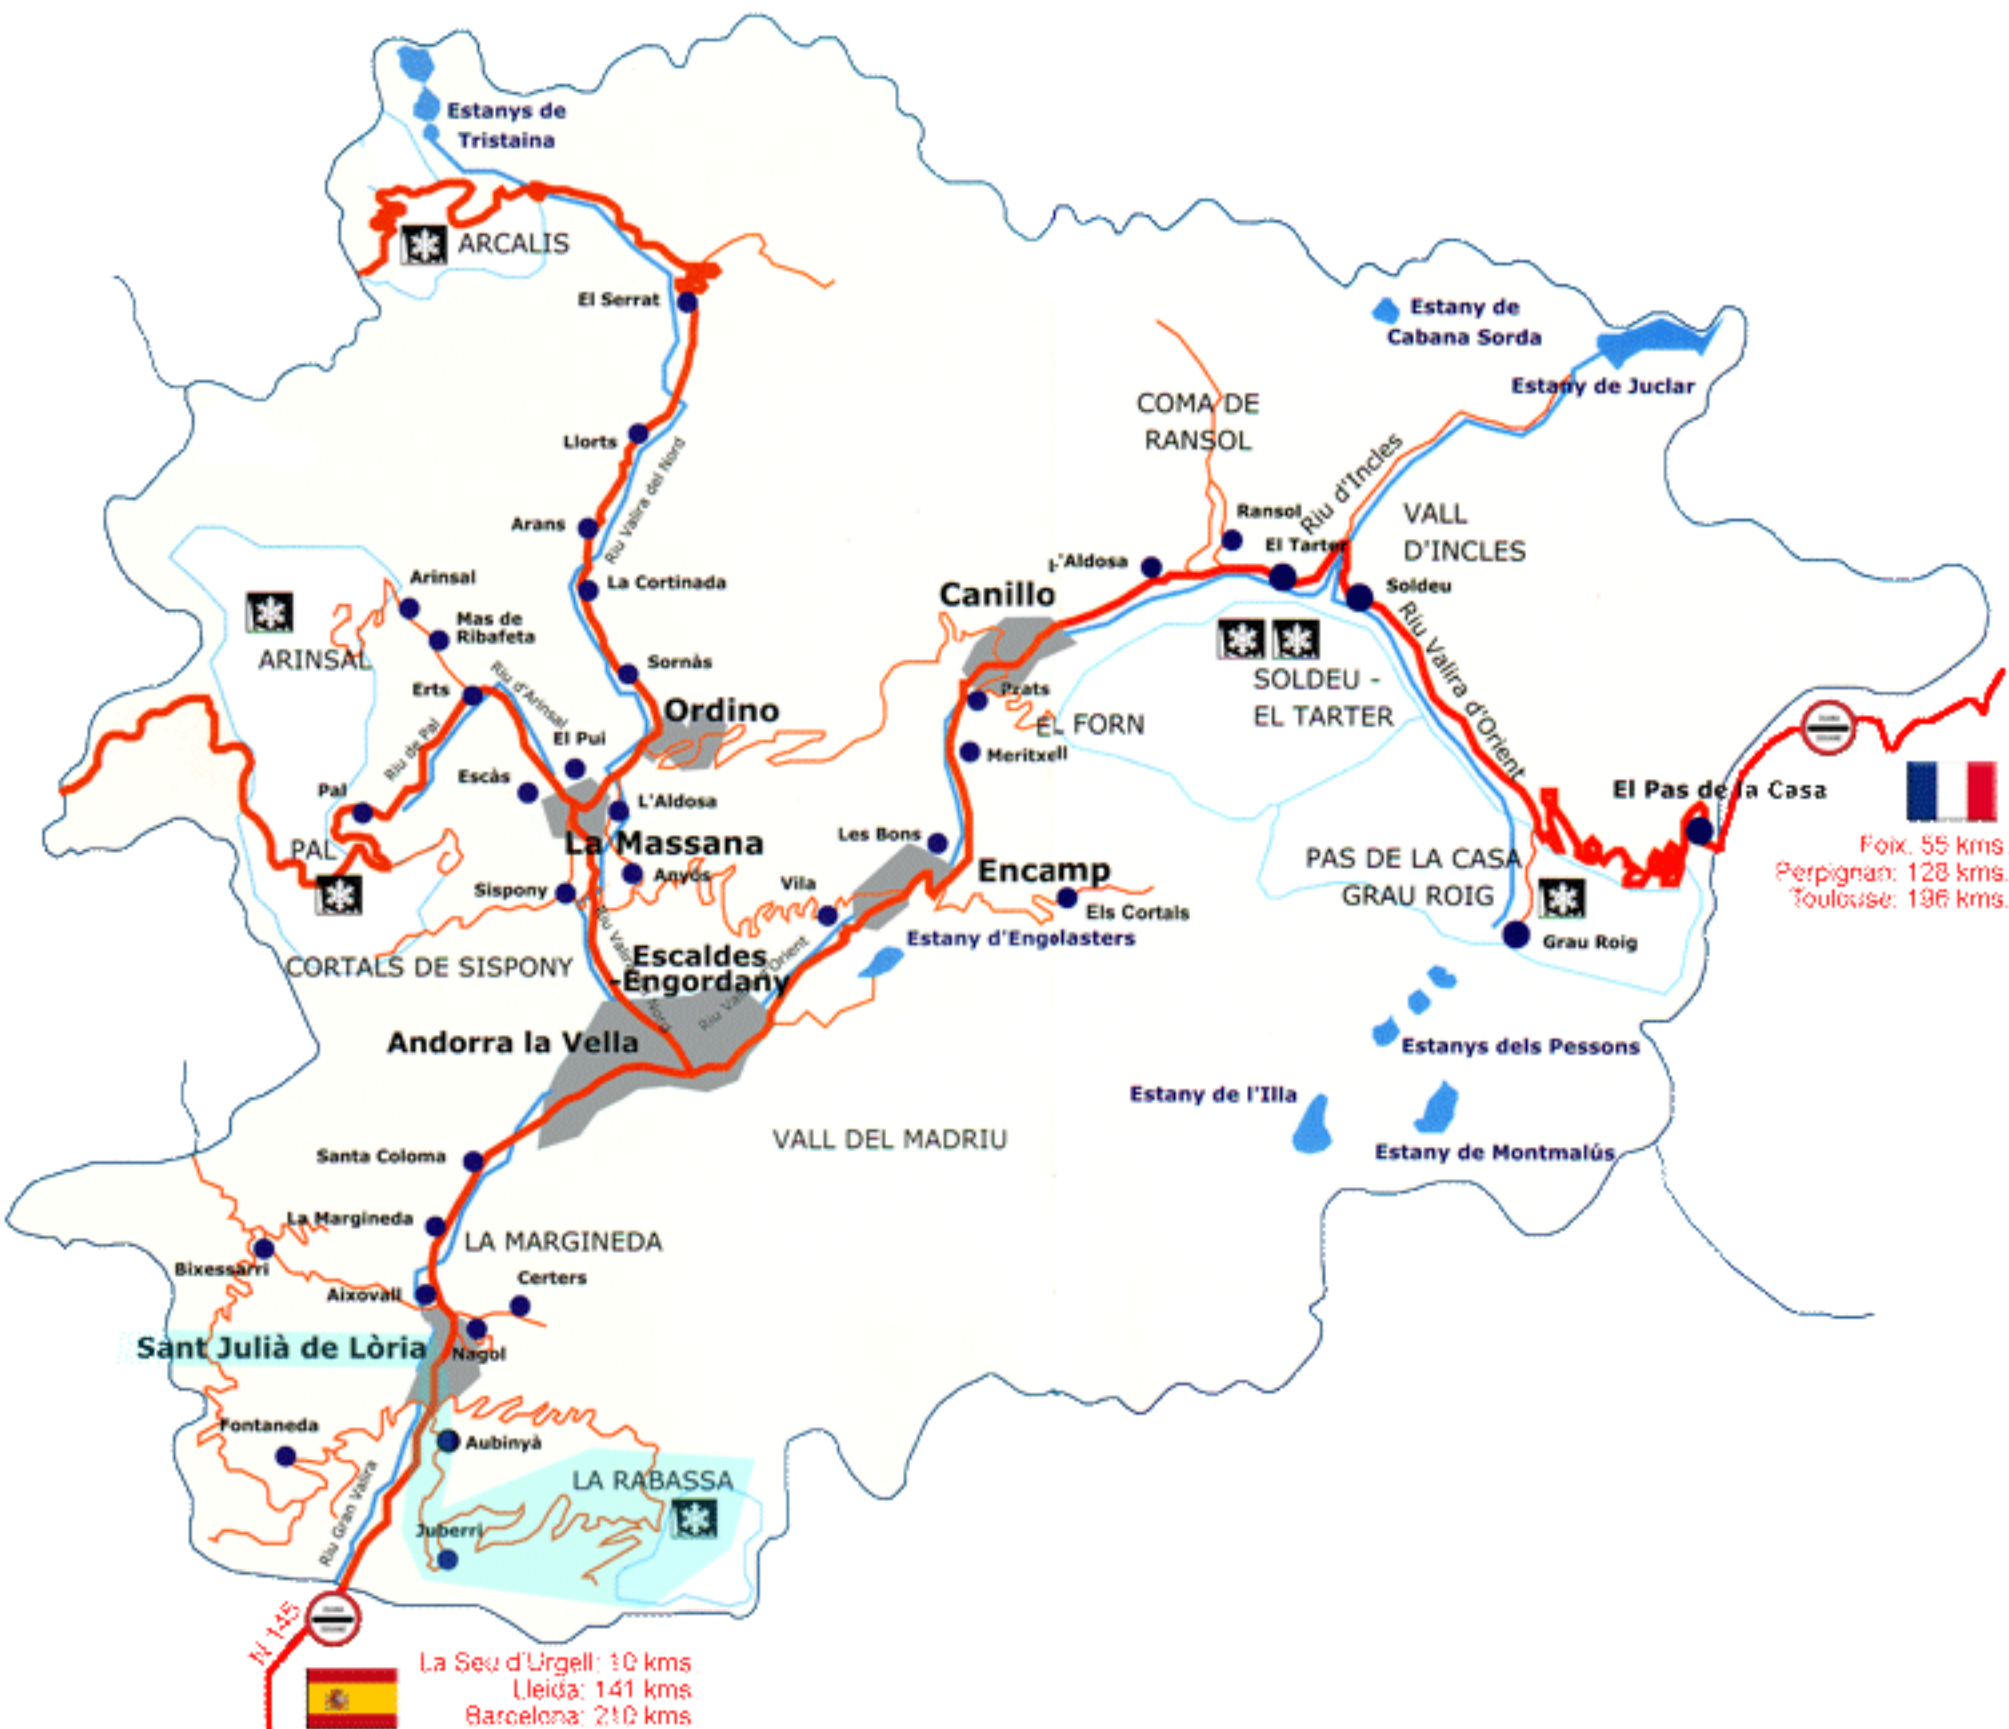 Estanys de
Tristaina
ARCALIS
El Serrat
Estany de
Cabana Sorda
Estany de Juclar
COMA DE
RANSOL
Llorts
Riu Valira del Nord
Riu d'Incles
Arans
Ransol
VALL
D'INCLES
El Tarter
L'Aldosa
La Cortinada
Arinsal
Canillo
Soldeu
Mas de
Ribafeta
ARINSAL
Sornàs
Riu Valira d'Orient
SOLDEU -
EL TARTER
Erts
Riu d'Arinsal
Prats
Ordino
EL FORN
Riu de Pal
El Pui
Meritxell
Escàs
Pal
L'Aldosa
El Pas de la Casa
PAL
La Massana
Les Bons
Foix: 55 kms.
Perpignan: 128 kms.
Toulouse: 196 kms.
PAS DE LA CASA
GRAU ROIG
Encamp
Anyós
Vila
Sispony
Els Cortals
Estany d'Engolasters
Grau Roig
CORTALS DE SISPONY
Escaldes
-Engordany
Riu Valira del Nord
Riu Valira d'Orient
Andorra la Vella
Estanys dels Pessons
Estany de l'Illa
VALL DEL MADRIU
Estany de Montmalús
Santa Coloma
La Margineda
LA MARGINEDA
Bixessarri
Certers
Aixovall
Sant Julià de Lòria
Nagol
Fontaneda
Aubinyà
LA RABASSA
Riu Gran Valira
Juberri
N 145
La Seu d'Urgell: 10 kms
Lleida: 141 kms
Barcelona: 210 kms